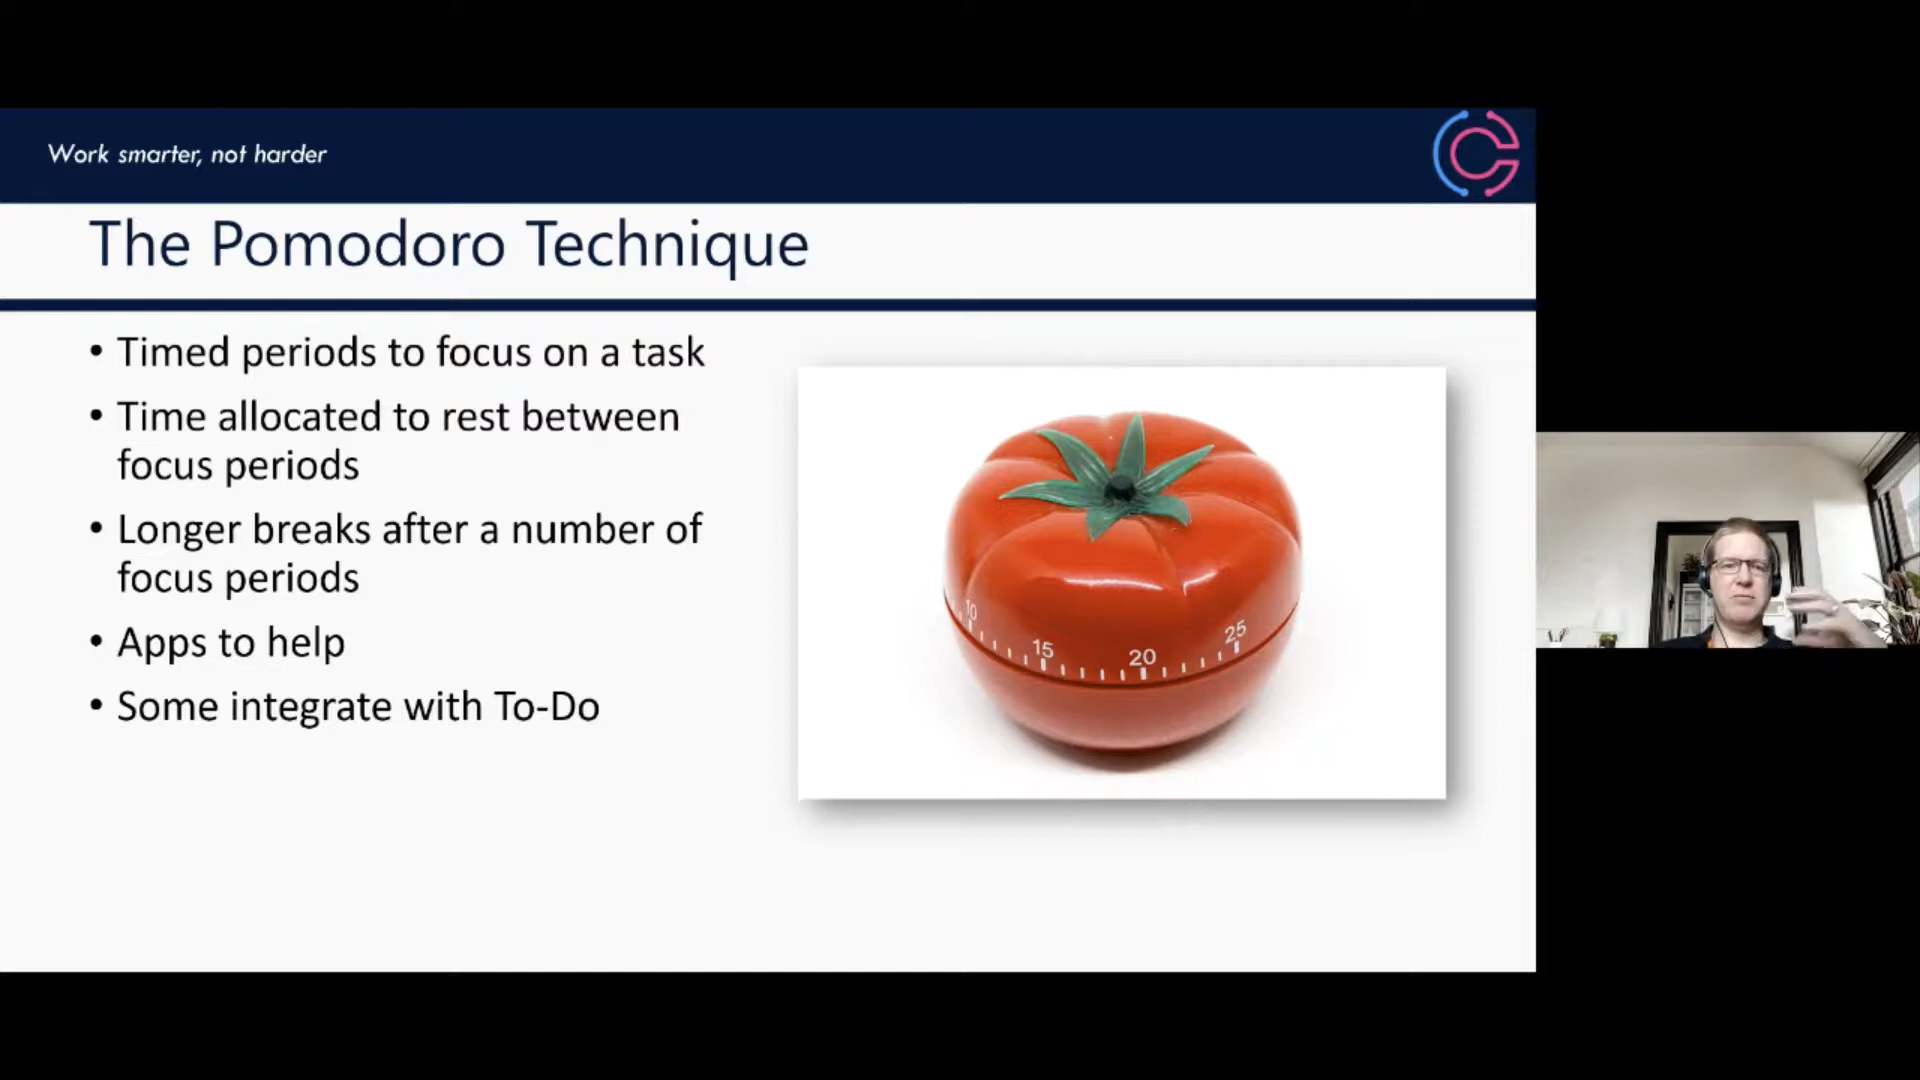 Work smarter, not harder
The Pomodoro Technique
• Timed periods to focus on a task
• Time allocated to rest between
focus periods
• Longer breaks after a number of
focus periods
• Apps to help
• Some integrate with To-Do
10
15
20
25